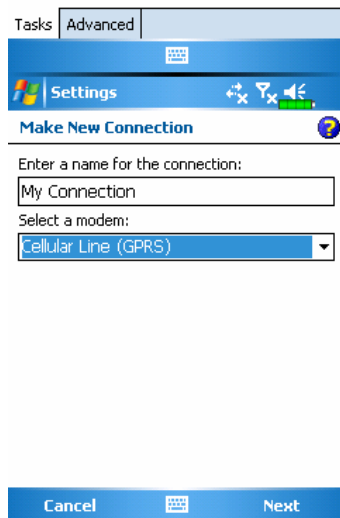 Tasks Advanced
Settings
Make New Connection
Enter a name for the connection:
My Connection
Select a modem:
Cellular Line (GPRS)
Cancel Next